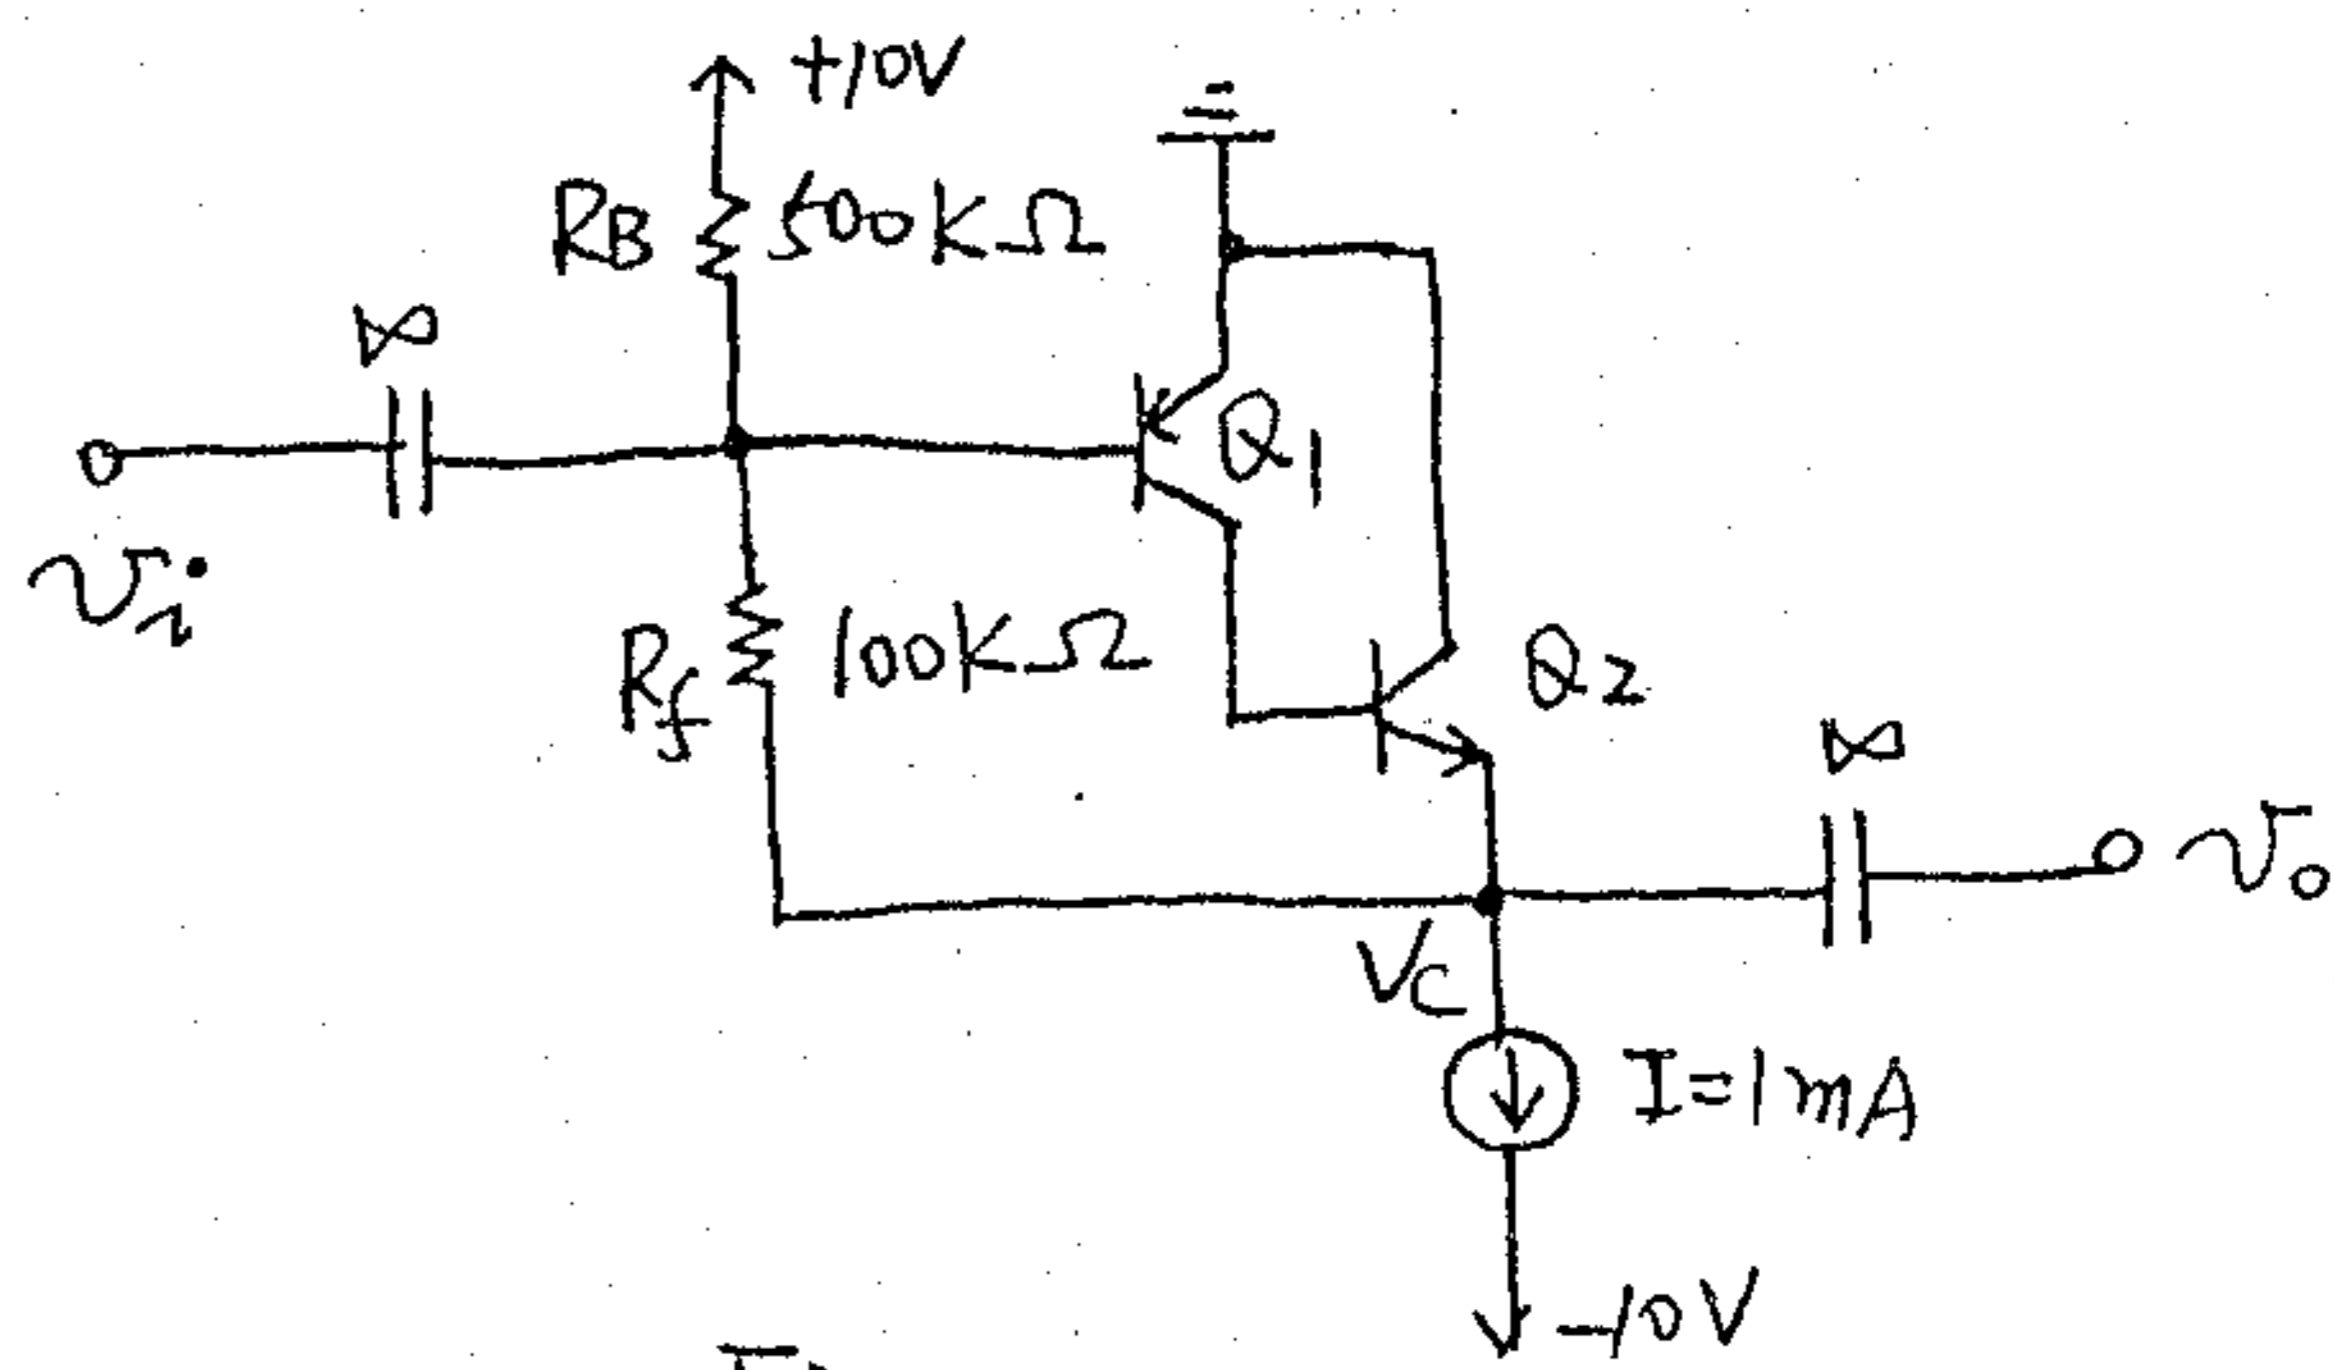 +10V
RB 500KΩ
∞
Q1
vi
Rf 100KΩ
Q2
∞
vo
Vc
I=1mA
-10V